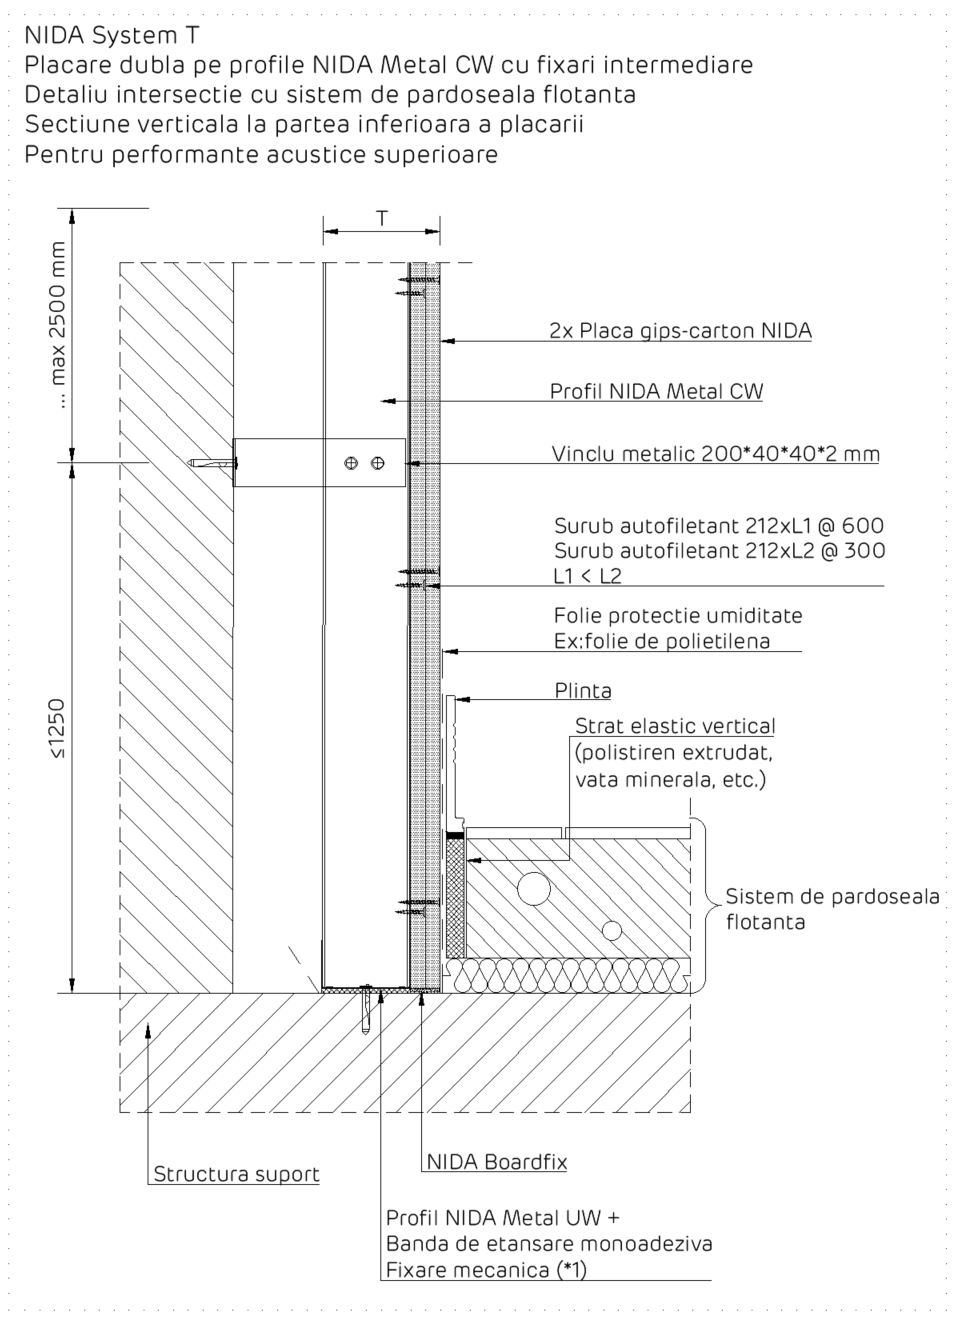 NIDA System T
Placare dubla pe profile NIDA Metal CW cu fixari intermediare
Detaliu intersectie cu sistem de pardoseala flotanta
Sectiune verticala la partea inferioara a placarii
Pentru performante acustice superioare
T
... max 2500 mm
2x Placa gips-carton NIDA
Profil NIDA Metal CW
Vinclu metalic 200*40*40*2 mm
Surub autofiletant 212xL1 @ 600
Surub autofiletant 212xL2 @ 300
L1 < L2
Folie protectie umiditate
Ex:folie de polietilena
Plinta
≤1250
Strat elastic vertical
(polistiren extrudat,
vata minerala, etc.)
Sistem de pardoseala
flotanta
NIDA Boardfix
Structura suport
Profil NIDA Metal UW +
Banda de etansare monoadeziva
Fixare mecanica (*1)